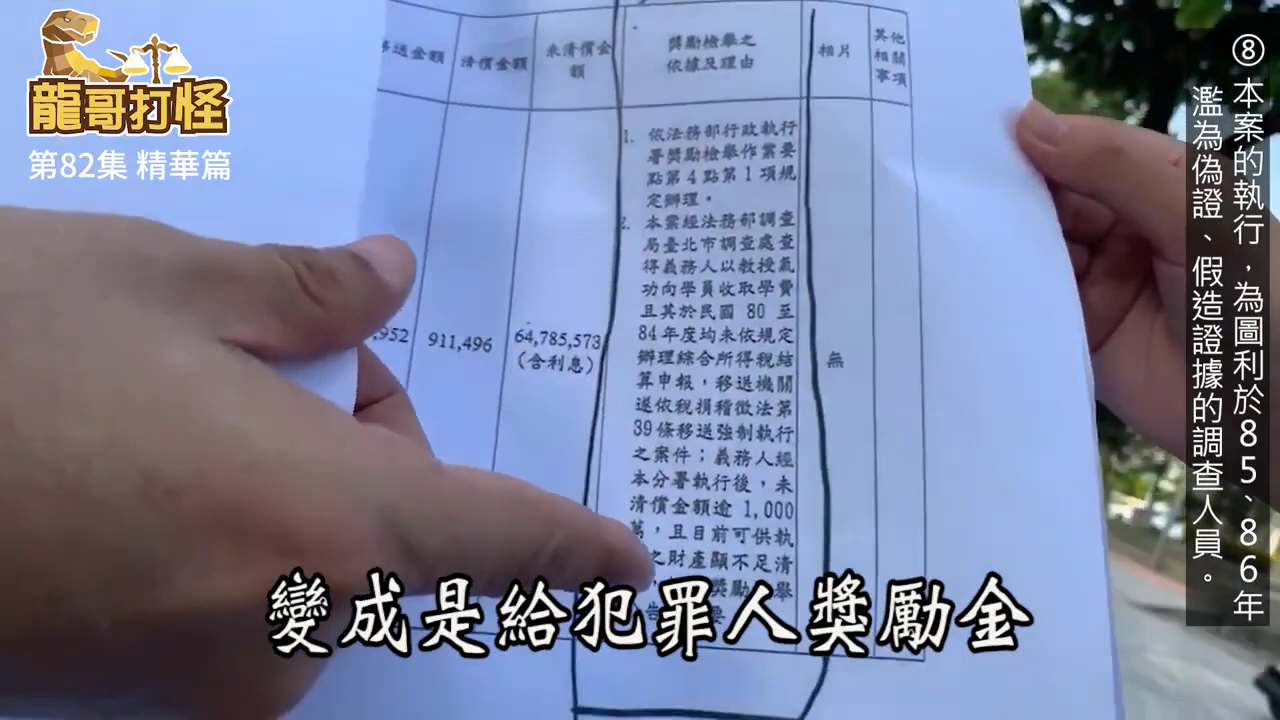 龍哥打怪
第82集 精華篇
移送金額
清償金額
未清償金
額
獎勵檢舉之
依據及理由
相片
其他
相關
事項
,952
911,496
64,785,573
(含利息)
1. 依法務部行政執行
署獎勵檢舉作業要
點第4點第1項規
定辦理。
2. 本案經法務部調查
局臺北市調查處查
得義務人以教授氣
功向學員收取學費
且其於民國 80 至
84年度均未依規定
辦理綜合所得稅結
算申報,移送機關
遂依稅捐稽徵法第
39條移送強制執行
之案件;義務人經
本分署執行後,未
清償金額逾 1,000
萬,且目前可供執
之財產顯不足清
獎勵 舉
告 要
無
⑧本案的執行,為圖利於85、86年
濫為偽證、假造證據的調查人員。
變成是給犯罪人獎勵金